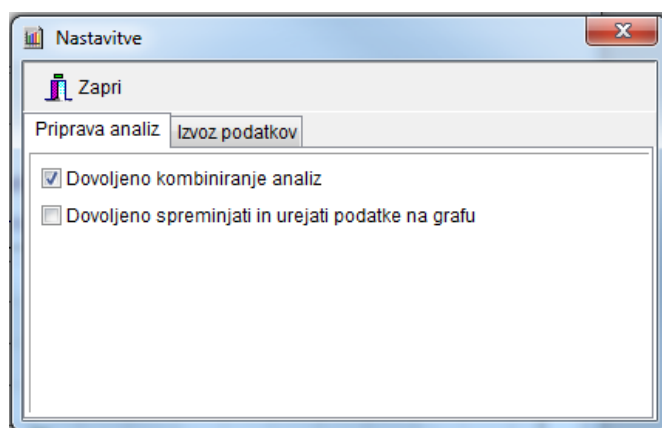 Nastavitve
Zapri
Priprava analiz Izvoz podatkov
Dovoljeno kombiniranje analiz
Dovoljeno spreminjati in urejati podatke na grafu